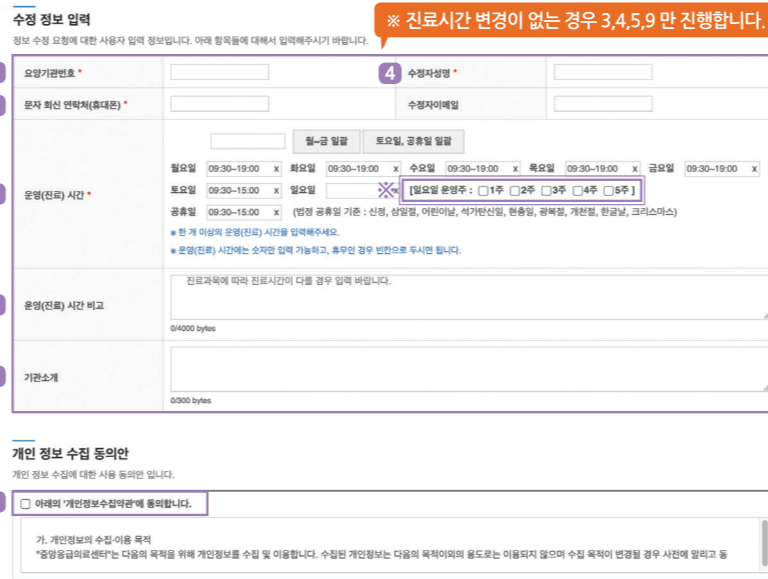 수정 정보 입력
※ 진료시간 변경이 없는 경우 3,4,5,9 만 진행합니다.
정보 수정 요청에 대한 사용자 입력 정보입니다. 아래 항목들에 대해서 입력해주시기 바랍니다.
요양기관번호 *
4 수정자성명 *
문자 회신 연락처(휴대폰) *
수정자이메일
월~금 일괄 토요일, 공휴일 일괄
운영(진료) 시간 *
월요일 09:30~19:00 x 화요일 09:30~19:00 x 수요일 09:30~19:00 x 목요일 09:30~19:00 x 금요일 09:30~19:00 x
토요일 09:30~15:00 x 일요일 ※ x [일요일 운영주 : 1주 2주 3주 4주 5주 ]
공휴일 09:30~15:00 x (법정 공휴일 기준 : 신정, 삼일절, 어린이날, 석가탄신일, 현충일, 광복절, 개천절, 한글날, 크리스마스)
※ 한 개 이상의 운영(진료) 시간을 입력해주세요.
※ 운영(진료) 시간에는 숫자만 입력 가능하고, 휴무인 경우 빈칸으로 두시면 됩니다.
운영(진료) 시간 비고
진료과목에 따라 진료시간이 다를 경우 입력 바랍니다.
0/4000 bytes
기관소개
0/300 bytes
개인 정보 수집 동의안
개인 정보 수집에 대한 사용 동의안 입니다.
아래의 '개인정보수집약관'에 동의합니다.
가. 개인정보의 수집·이용 목적
"중앙응급의료센터"는 다음의 목적을 위해 개인정보를 수집 및 이용합니다. 수집된 개인정보는 다음의 목적이외의 용도로는 이용되지 않으며 수집 목적이 변경될 경우 사전에 알리고 동